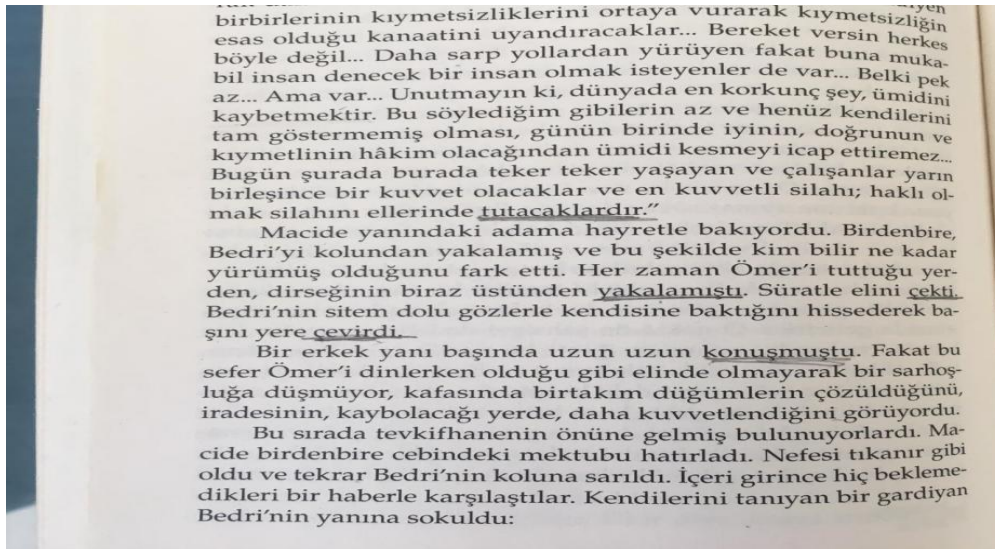 birbirlerinin kıymetsizliklerini ortaya vurarak kıymetsizliğin
esas olduğu kanaatini uyandıracaklar... Bereket versin herkes
böyle değil... Daha sarp yollardan yürüyen fakat buna muka-
bil insan denecek bir insan olmak isteyenler de var... Belki pek
az... Ama var... Unutmayın ki, dünyada en korkunç şey, ümidini
kaybetmektir. Bu söylediğim gibilerin az ve henüz kendilerini
tam göstermemiş olması, günün birinde iyinin, doğrunun ve
kıymetlinin hâkim olacağından ümidi kesmeyi icap ettiremez...
Bugün şurada burada teker teker yaşayan ve çalışanlar yarın
birleşince bir kuvvet olacaklar ve en kuvvetli silahı; haklı ol-
mak silahını ellerinde tutacaklardır."
Macide yanındaki adama hayretle bakıyordu. Birdenbire,
Bedri'yi kolundan yakalamış ve bu şekilde kim bilir ne kadar
yürümüş olduğunu fark etti. Her zaman Ömer'i tuttuğu yer-
den, dirseğinin biraz üstünden yakalamıştı. Süratle elini çekti.
Bedri'nin sitem dolu gözlerle kendisine baktığını hissederek ba-
şını yere çevirdi.
Bir erkek yanı başında uzun uzun konuşmuştu. Fakat bu
sefer Ömer'i dinlerken olduğu gibi elinde olmayarak bir sarhoş-
luğa düşmüyor, kafasında birtakım düğümlerin çözüldüğünü,
iradesinin, kaybolacağı yerde, daha kuvvetlendiğini görüyordu.
Bu sırada tevkifhanenin önüne gelmiş bulunuyorlardı. Ma-
cide birdenbire cebindeki mektubu hatırladı. Nefesi tıkanır gibi
oldu ve tekrar Bedri'nin koluna sarıldı. İçeri girince hiç bekleme-
dikleri bir haberle karşılaştılar. Kendilerini tanıyan bir gardiyan
Bedri'nin yanına sokuldu: